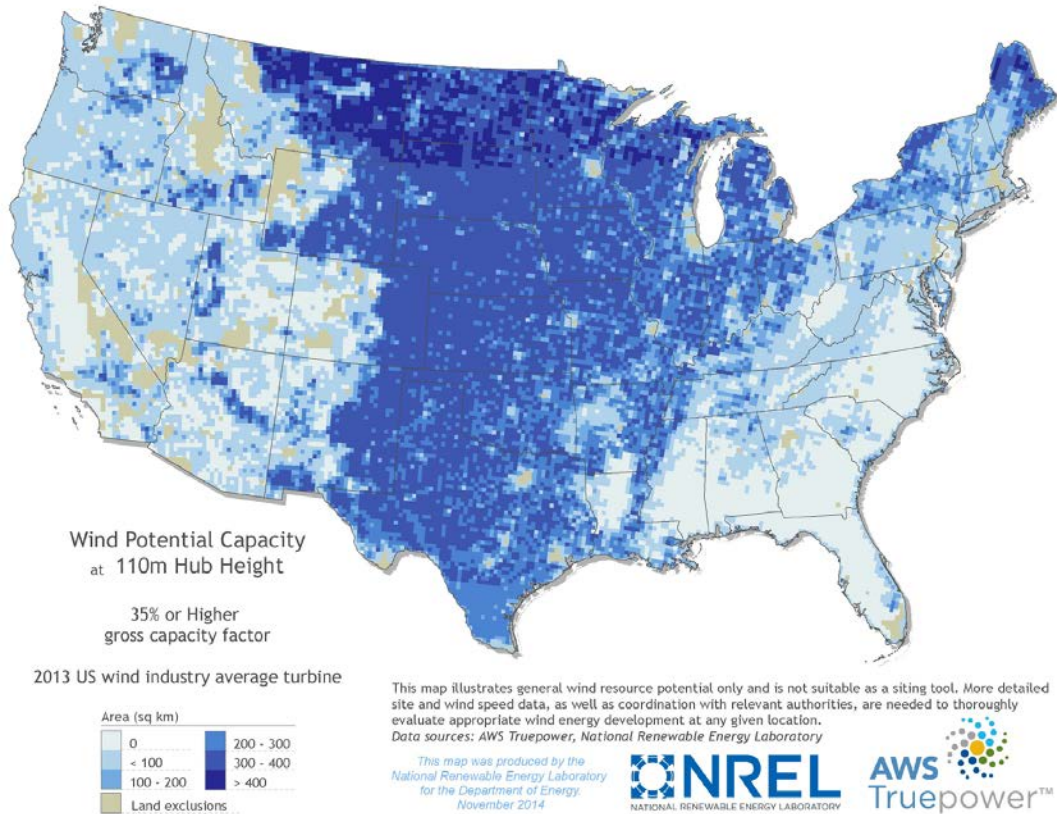 Wind Potential Capacity
at 110m Hub Height
35% or Higher
gross capacity factor
2013 US wind industry average turbine
Area (sq km)
0
< 100
100 - 200
200 - 300
300 - 400
> 400
Land exclusions
This map illustrates general wind resource potential only and is not suitable as a siting tool. More detailed
site and wind speed data, as well as coordination with relevant authorities, are needed to thoroughly
evaluate appropriate wind energy development at any given location.
Data sources: AWS Truepower, National Renewable Energy Laboratory
This map was produced by the
National Renewable Energy Laboratory
for the Department of Energy.
November 2014
NREL
NATIONAL RENEWABLE ENERGY LABORATORY
AWS
Truepower™